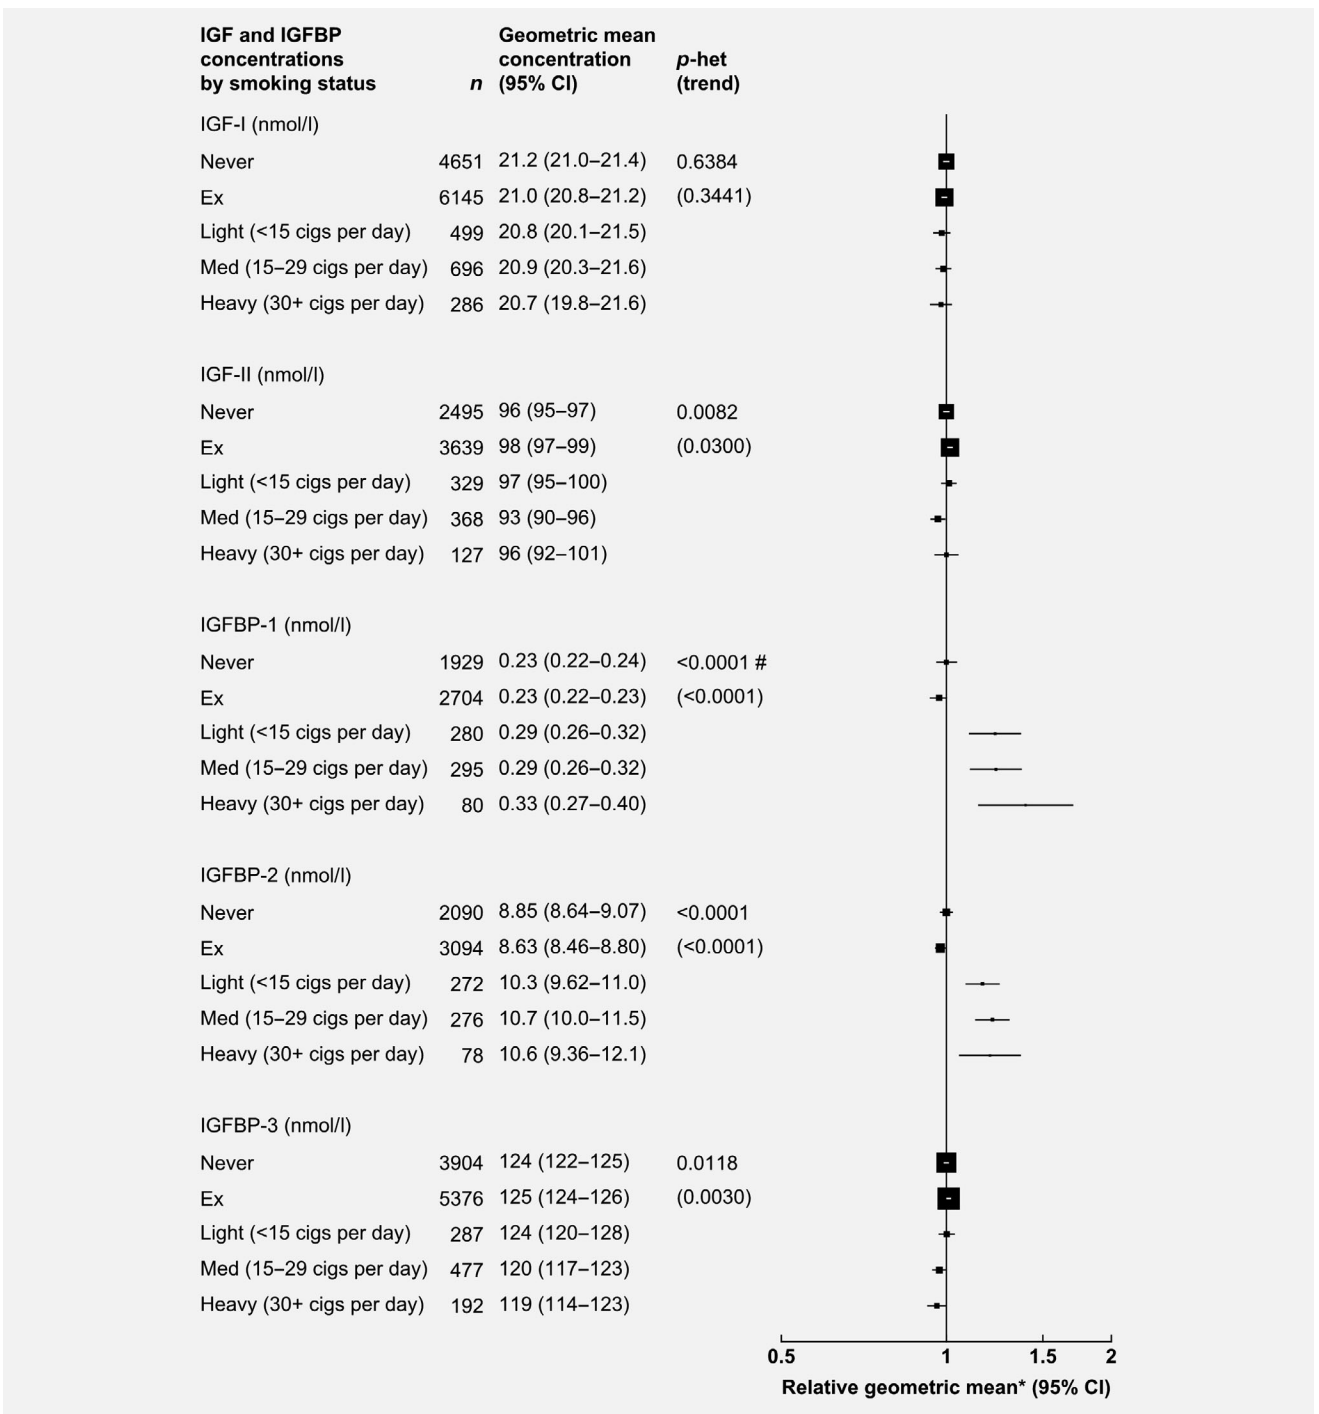 IGF and IGFBP concentrations by smoking status n Geometric mean concentration (95% CI) p-het (trend)
IGF-I (nmol/l)
Never 4651 21.2 (21.0–21.4) 0.6384
Ex 6145 21.0 (20.8–21.2) (0.3441)
Light (<15 cigs per day) 499 20.8 (20.1–21.5)
Med (15–29 cigs per day) 696 20.9 (20.3–21.6)
Heavy (30+ cigs per day) 286 20.7 (19.8–21.6)
IGF-II (nmol/l)
Never 2495 96 (95–97) 0.0082
Ex 3639 98 (97–99) (0.0300)
Light (<15 cigs per day) 329 97 (95–100)
Med (15–29 cigs per day) 368 93 (90–96)
Heavy (30+ cigs per day) 127 96 (92–101)
IGFBP-1 (nmol/l)
Never 1929 0.23 (0.22–0.24) <0.0001 #
Ex 2704 0.23 (0.22–0.23) (<0.0001)
Light (<15 cigs per day) 280 0.29 (0.26–0.32)
Med (15–29 cigs per day) 295 0.29 (0.26–0.32)
Heavy (30+ cigs per day) 80 0.33 (0.27–0.40)
IGFBP-2 (nmol/l)
Never 2090 8.85 (8.64–9.07) <0.0001
Ex 3094 8.63 (8.46–8.80) (<0.0001)
Light (<15 cigs per day) 272 10.3 (9.62–11.0)
Med (15–29 cigs per day) 276 10.7 (10.0–11.5)
Heavy (30+ cigs per day) 78 10.6 (9.36–12.1)
IGFBP-3 (nmol/l)
Never 3904 124 (122–125) 0.0118
Ex 5376 125 (124–126) (0.0030)
Light (<15 cigs per day) 287 124 (120–128)
Med (15–29 cigs per day) 477 120 (117–123)
Heavy (30+ cigs per day) 192 119 (114–123)
0.5 1 1.5 2
Relative geometric mean* (95% CI)